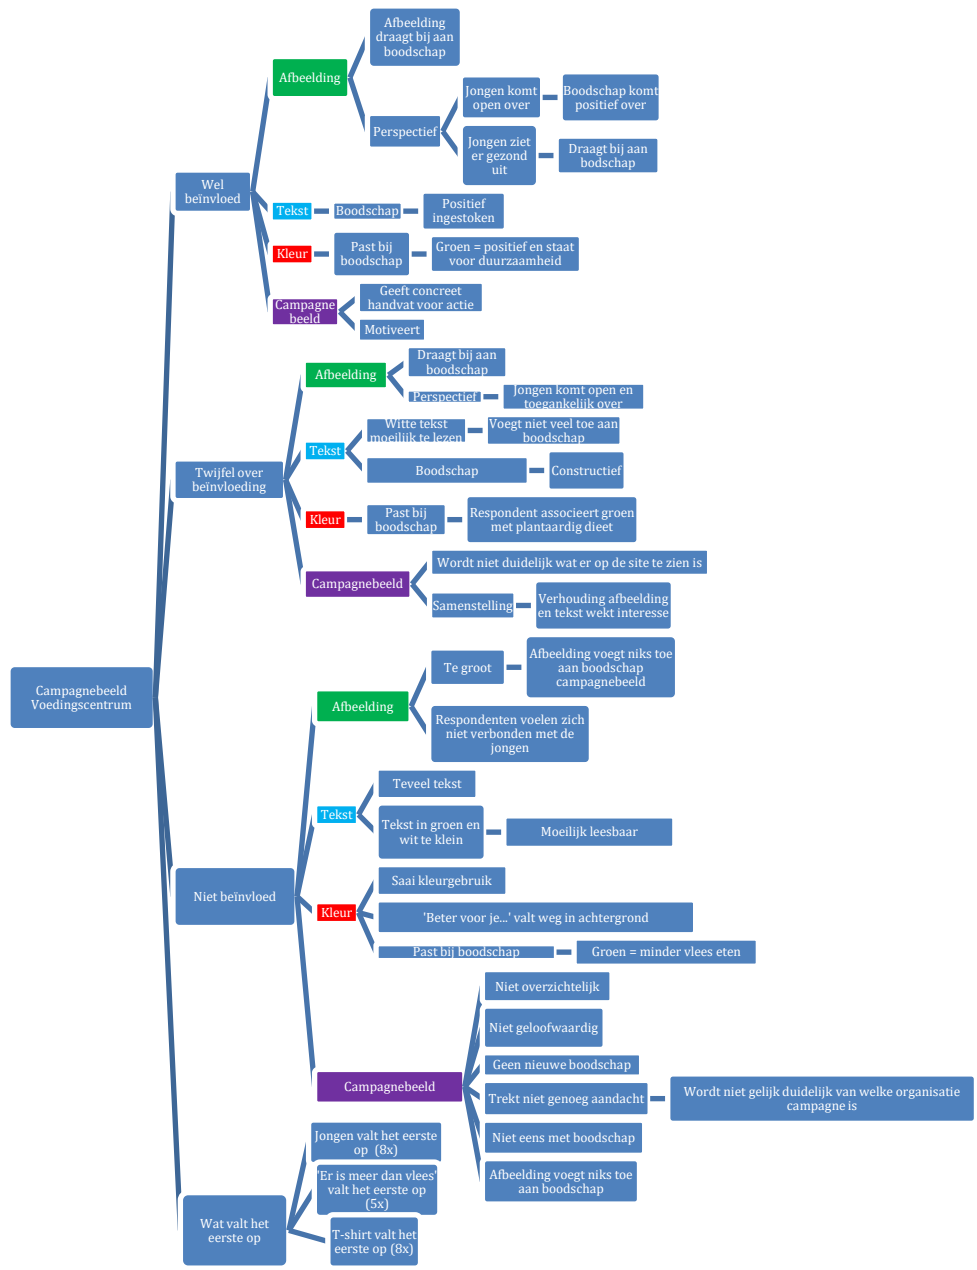 Campagnebeeld
Voedingscentrum
Wel
beïnvloed
Afbeelding
Afbeelding
draagt bij aan
boodschap
Perspectief
Jongen komt
open over
Boodschap komt
positief over
Jongen ziet
er gezond
uit
Draagt bij aan
bodschap
Tekst
Boodschap
Positief
ingestoken
Kleur
Past bij
boodschap
Groen = positief en staat
voor duurzaamheid
Campagne
beeld
Geeft concreet
handvat voor actie
Motiveert
Twijfel over
beïnvloeding
Afbeelding
Draagt bij aan
boodschap
Perspectief
Jongen komt open en
toegankelijk over
Tekst
Witte tekst
moeilijk te lezen
Voegt niet veel toe aan
boodschap
Boodschap
Constructief
Kleur
Past bij
boodschap
Respondent associeert groen
met plantaardig dieet
Campagnebeeld
Wordt niet duidelijk wat er op de site te zien is
Samenstelling
Verhouding afbeelding
en tekst wekt interesse
Niet beïnvloed
Afbeelding
Te groot
Afbeelding voegt niks toe
aan boodschap
campagnebeeld
Respondenten voelen zich
niet verbonden met de
jongen
Tekst
Teveel tekst
Tekst in groen en
wit te klein
Moeilijk leesbaar
Kleur
Saai kleurgebruik
'Beter voor je...' valt weg in achtergrond
Past bij boodschap
Groen = minder vlees eten
Campagnebeeld
Niet overzichtelijk
Niet geloofwaardig
Geen nieuwe boodschap
Trekt niet genoeg aandacht
Wordt niet gelijk duidelijk van welke organisatie
campagne is
Niet eens met boodschap
Afbeelding voegt niks toe
aan boodschap
Wat valt het
eerste op
Jongen valt het eerste
op (8x)
'Er is meer dan vlees'
valt het eerste op
(5x)
T-shirt valt het
eerste op (8x)